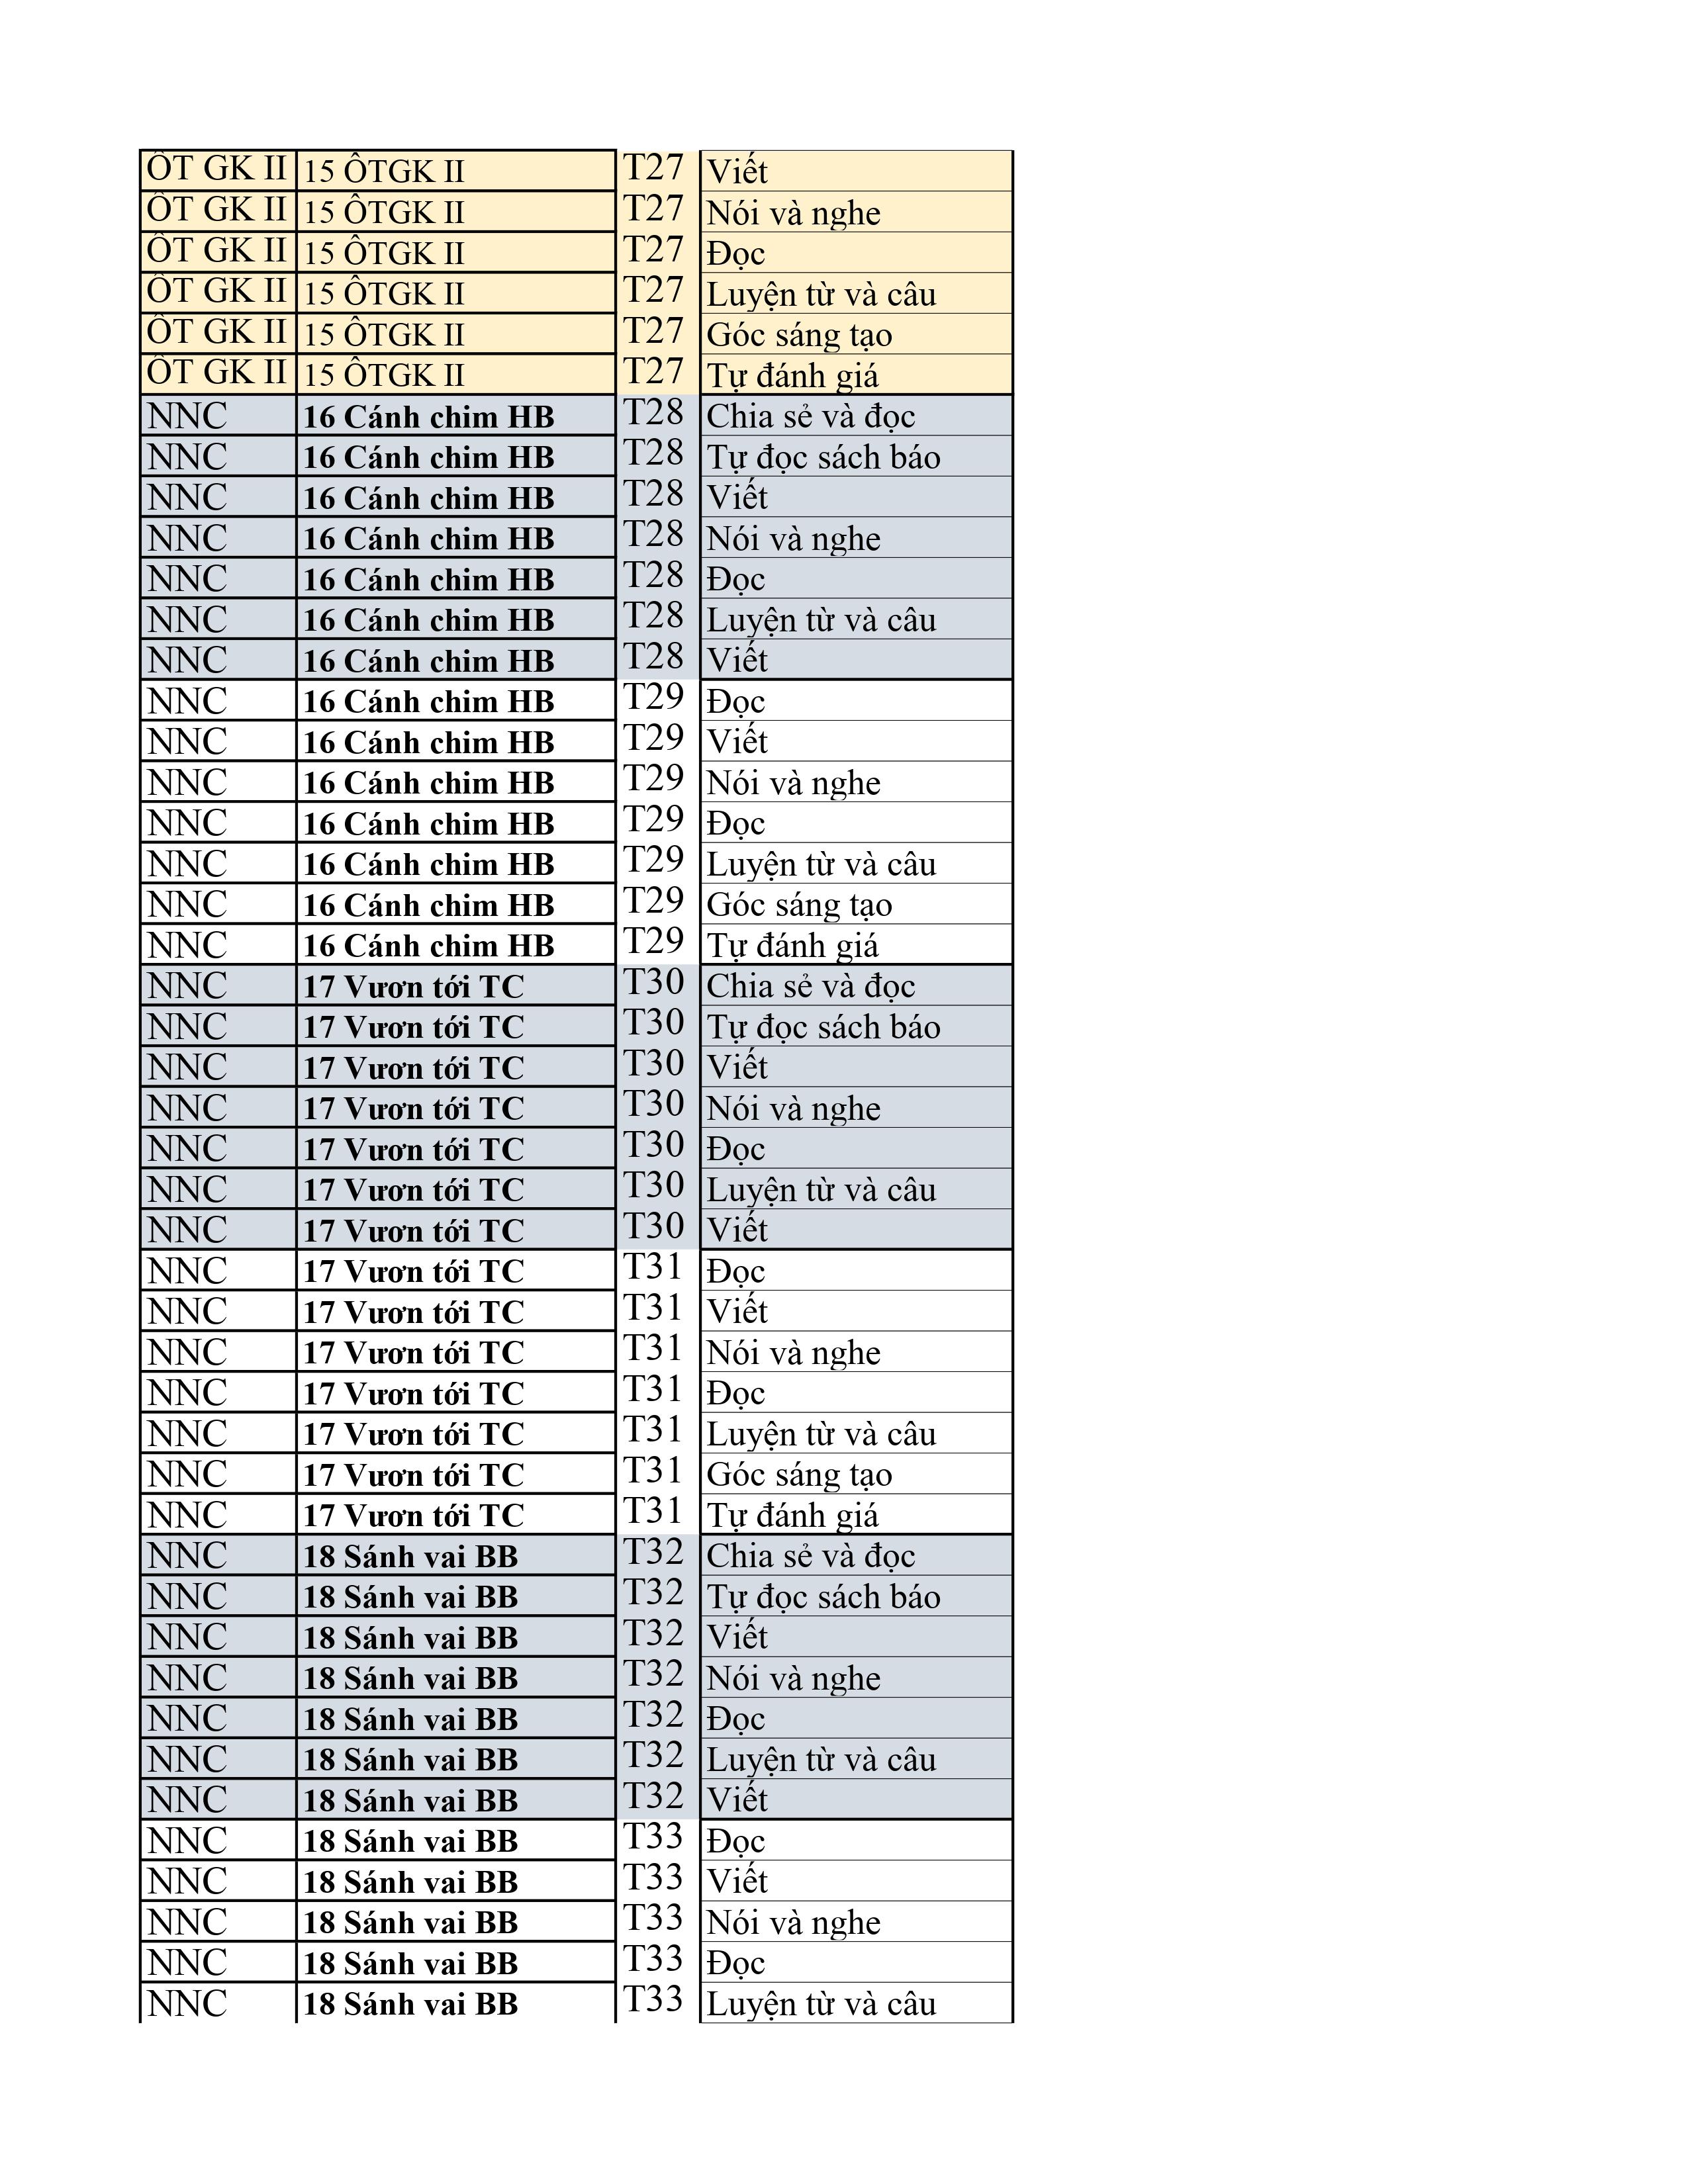 ÔT GK II 15 ÔTGK II T27 Viết
ÔT GK II 15 ÔTGK II T27 Nói và nghe
ÔT GK II 15 ÔTGK II T27 Đọc
ÔT GK II 15 ÔTGK II T27 Luyện từ và câu
ÔT GK II 15 ÔTGK II T27 Góc sáng tạo
ÔT GK II 15 ÔTGK II T27 Tự đánh giá
NNC 16 Cánh chim HB T28 Chia sẻ và đọc
NNC 16 Cánh chim HB T28 Tự đọc sách báo
NNC 16 Cánh chim HB T28 Viết
NNC 16 Cánh chim HB T28 Nói và nghe
NNC 16 Cánh chim HB T28 Đọc
NNC 16 Cánh chim HB T28 Luyện từ và câu
NNC 16 Cánh chim HB T28 Viết
NNC 16 Cánh chim HB T29 Đọc
NNC 16 Cánh chim HB T29 Viết
NNC 16 Cánh chim HB T29 Nói và nghe
NNC 16 Cánh chim HB T29 Đọc
NNC 16 Cánh chim HB T29 Luyện từ và câu
NNC 16 Cánh chim HB T29 Góc sáng tạo
NNC 16 Cánh chim HB T29 Tự đánh giá
NNC 17 Vươn tới TC T30 Chia sẻ và đọc
NNC 17 Vươn tới TC T30 Tự đọc sách báo
NNC 17 Vươn tới TC T30 Viết
NNC 17 Vươn tới TC T30 Nói và nghe
NNC 17 Vươn tới TC T30 Đọc
NNC 17 Vươn tới TC T30 Luyện từ và câu
NNC 17 Vươn tới TC T30 Viết
NNC 17 Vươn tới TC T31 Đọc
NNC 17 Vươn tới TC T31 Viết
NNC 17 Vươn tới TC T31 Nói và nghe
NNC 17 Vươn tới TC T31 Đọc
NNC 17 Vươn tới TC T31 Luyện từ và câu
NNC 17 Vươn tới TC T31 Góc sáng tạo
NNC 17 Vươn tới TC T31 Tự đánh giá
NNC 18 Sánh vai BB T32 Chia sẻ và đọc
NNC 18 Sánh vai BB T32 Tự đọc sách báo
NNC 18 Sánh vai BB T32 Viết
NNC 18 Sánh vai BB T32 Nói và nghe
NNC 18 Sánh vai BB T32 Đọc
NNC 18 Sánh vai BB T32 Luyện từ và câu
NNC 18 Sánh vai BB T32 Viết
NNC 18 Sánh vai BB T33 Đọc
NNC 18 Sánh vai BB T33 Viết
NNC 18 Sánh vai BB T33 Nói và nghe
NNC 18 Sánh vai BB T33 Đọc
NNC 18 Sánh vai BB T33 Luyện từ và câu